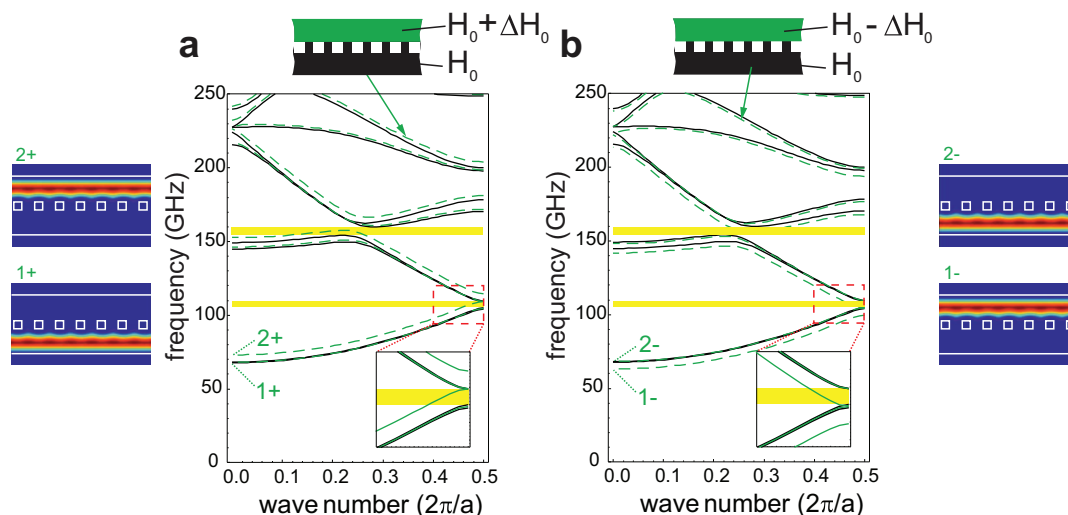 a
H₀+ΔH₀
H₀
b
H₀-ΔH₀
H₀
2+
1+
frequency (GHz)
250
200
150
100
50
0
2+
1+
0.0 0.1 0.2 0.3 0.4 0.5
wave number (2π/a)
frequency (GHz)
250
200
150
100
50
0
2-
1-
0.0 0.1 0.2 0.3 0.4 0.5
wave number (2π/a)
2-
1-